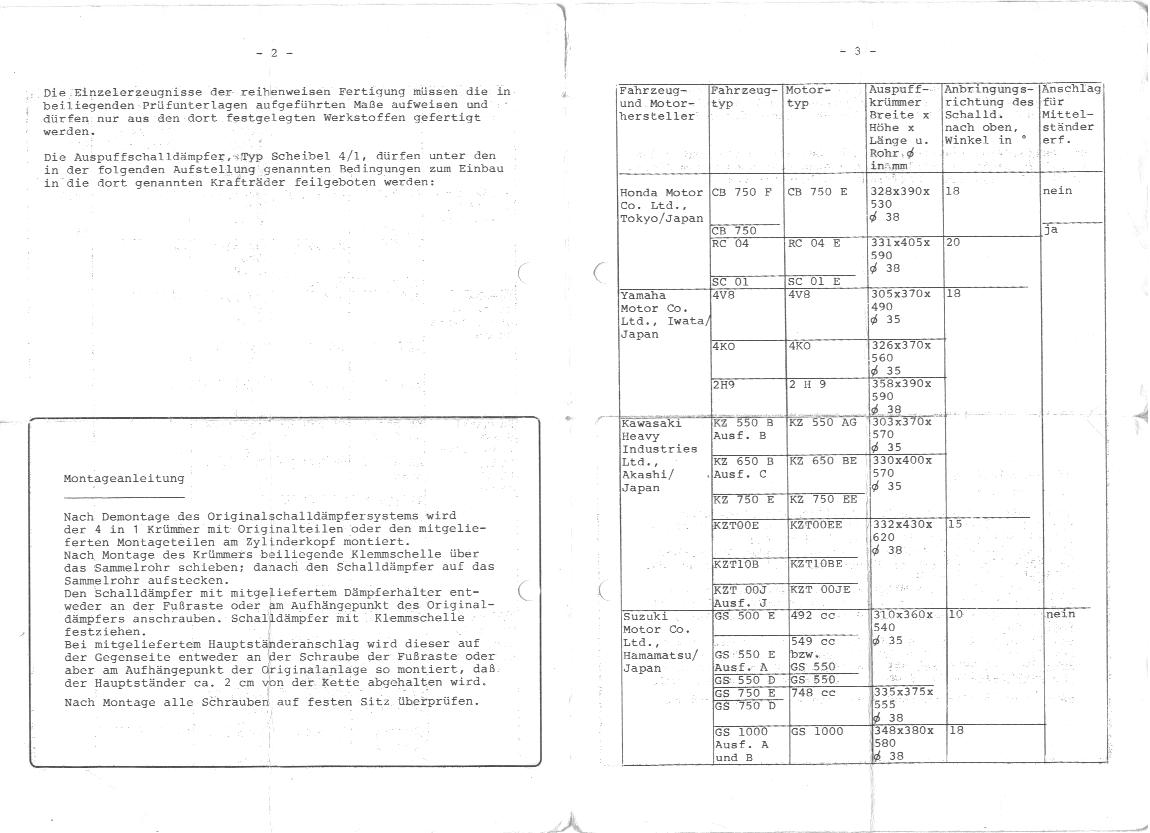 - 2 -
Die Einzelerzeugnisse der reihenweisen Fertigung müssen die in
beiliegenden Prüfunterlagen aufgeführten Maße aufweisen und
dürfen nur aus den dort festgelegten Werkstoffen gefertigt
werden.
Die Auspuffschalldämpfer, Typ Scheibel 4/1, dürfen unter den
in der folgenden Aufstellung genannten Bedingungen zum Einbau
in die dort genannten Krafträder feilgeboten werden:
Montageanleitung
Nach Demontage des Originalschalldämpfersystems wird
der 4 in 1 Krümmer mit Originalteilen oder den mitgelie-
ferten Montageteilen am Zylinderkopf montiert.
Nach Montage des Krümmers beiliegende Klemmschelle über
das Sammelrohr schieben; danach den Schalldämpfer auf das
Sammelrohr aufstecken.
Den Schalldämpfer mit mitgeliefertem Dämpferhalter ent-
weder an der Fußraste oder am Aufhängepunkt des Original-
dämpfers anschrauben. Schalldämpfer mit Klemmschelle
festziehen.
Bei mitgeliefertem Hauptständeranschlag wird dieser auf
der Gegenseite entweder an der Schraube der Fußraste oder
aber am Aufhängepunkt der Originalanlage so montiert, daß
der Hauptständer ca. 2 cm von der Kette abgehalten wird.
Nach Montage alle Schrauben auf festen Sitz überprüfen.
- 3 -
Fahrzeug- Fahrzeug- Motor- Auspuff- Anbringungs- Anschlag
und Motor- typ typ krümmer richtung des für
hersteller Breite x Schalld. Mittel-
Höhe x nach oben, ständer
Länge u. Winkel in ° erf.
Rohr ø
in mm
Honda Motor CB 750 F CB 750 E 328x390x 18 nein
Co. Ltd., 530
Tokyo/Japan ø 38
CB 750 ja
RC 04 RC 04 E 331x405x 20
590
ø 38
SC 01 SC 01 E
Yamaha 4V8 4V8 305x370x 18
Motor Co. 490
Ltd., Iwata/ ø 35
Japan
4KO 4KO 326x370x
560
ø 35
2H9 2 H 9 358x390x
590
ø 38
Kawasaki KZ 550 B KZ 550 AG 303x370x
Heavy Ausf. B 570
Industries ø 35
Ltd., KZ 650 B KZ 650 BE 330x400x
Akashi/ Ausf. C 570
Japan ø 35
KZ 750 E KZ 750 EE
KZT00E KZT00EE 332x430x 15
620
ø 38
KZT10B KZT10BE
KZT 00J KZT 00JE
Ausf. J
Suzuki GS 500 E 492 cc 310x360x 10 nein
Motor Co. 540
Ltd., 549 cc ø 35
Hamamatsu/ GS 550 E bzw.
Japan Ausf. A GS 550
GS 550 D GS 550
GS 750 E 748 cc 335x375x
GS 750 D 555
ø 38
GS 1000 GS 1000 348x380x 18
Ausf. A 580
und B ø 38